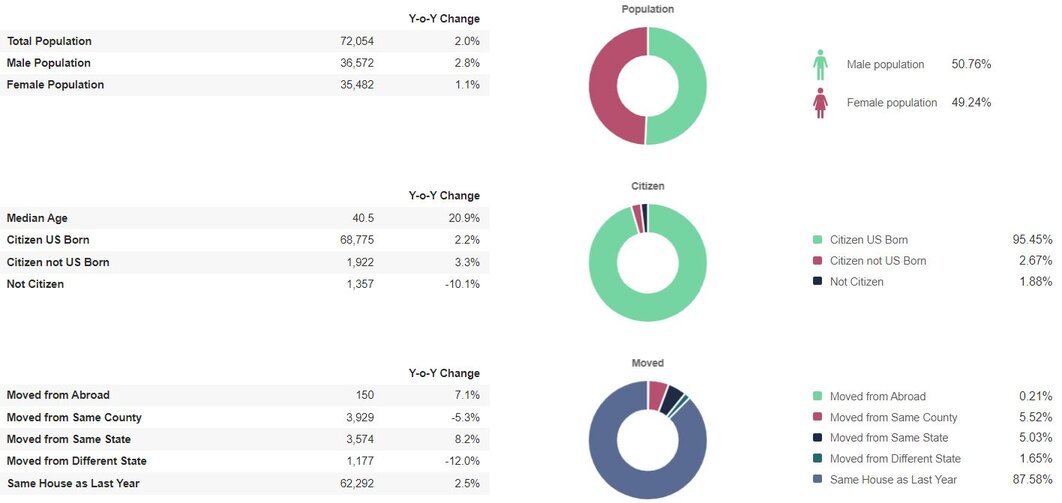 Y-o-Y Change
Total Population 72,054 2.0%
Male Population 36,572 2.8%
Female Population 35,482 1.1%
Population
Male population 50.76%
Female population 49.24%
Y-o-Y Change
Median Age 40.5 20.9%
Citizen US Born 68,775 2.2%
Citizen not US Born 1,922 3.3%
Not Citizen 1,357 -10.1%
Citizen
Citizen US Born 95.45%
Citizen not US Born 2.67%
Not Citizen 1.88%
Y-o-Y Change
Moved from Abroad 150 7.1%
Moved from Same County 3,929 -5.3%
Moved from Same State 3,574 8.2%
Moved from Different State 1,177 -12.0%
Same House as Last Year 62,292 2.5%
Moved
Moved from Abroad 0.21%
Moved from Same County 5.52%
Moved from Same State 5.03%
Moved from Different State 1.65%
Same House as Last Year 87.58%